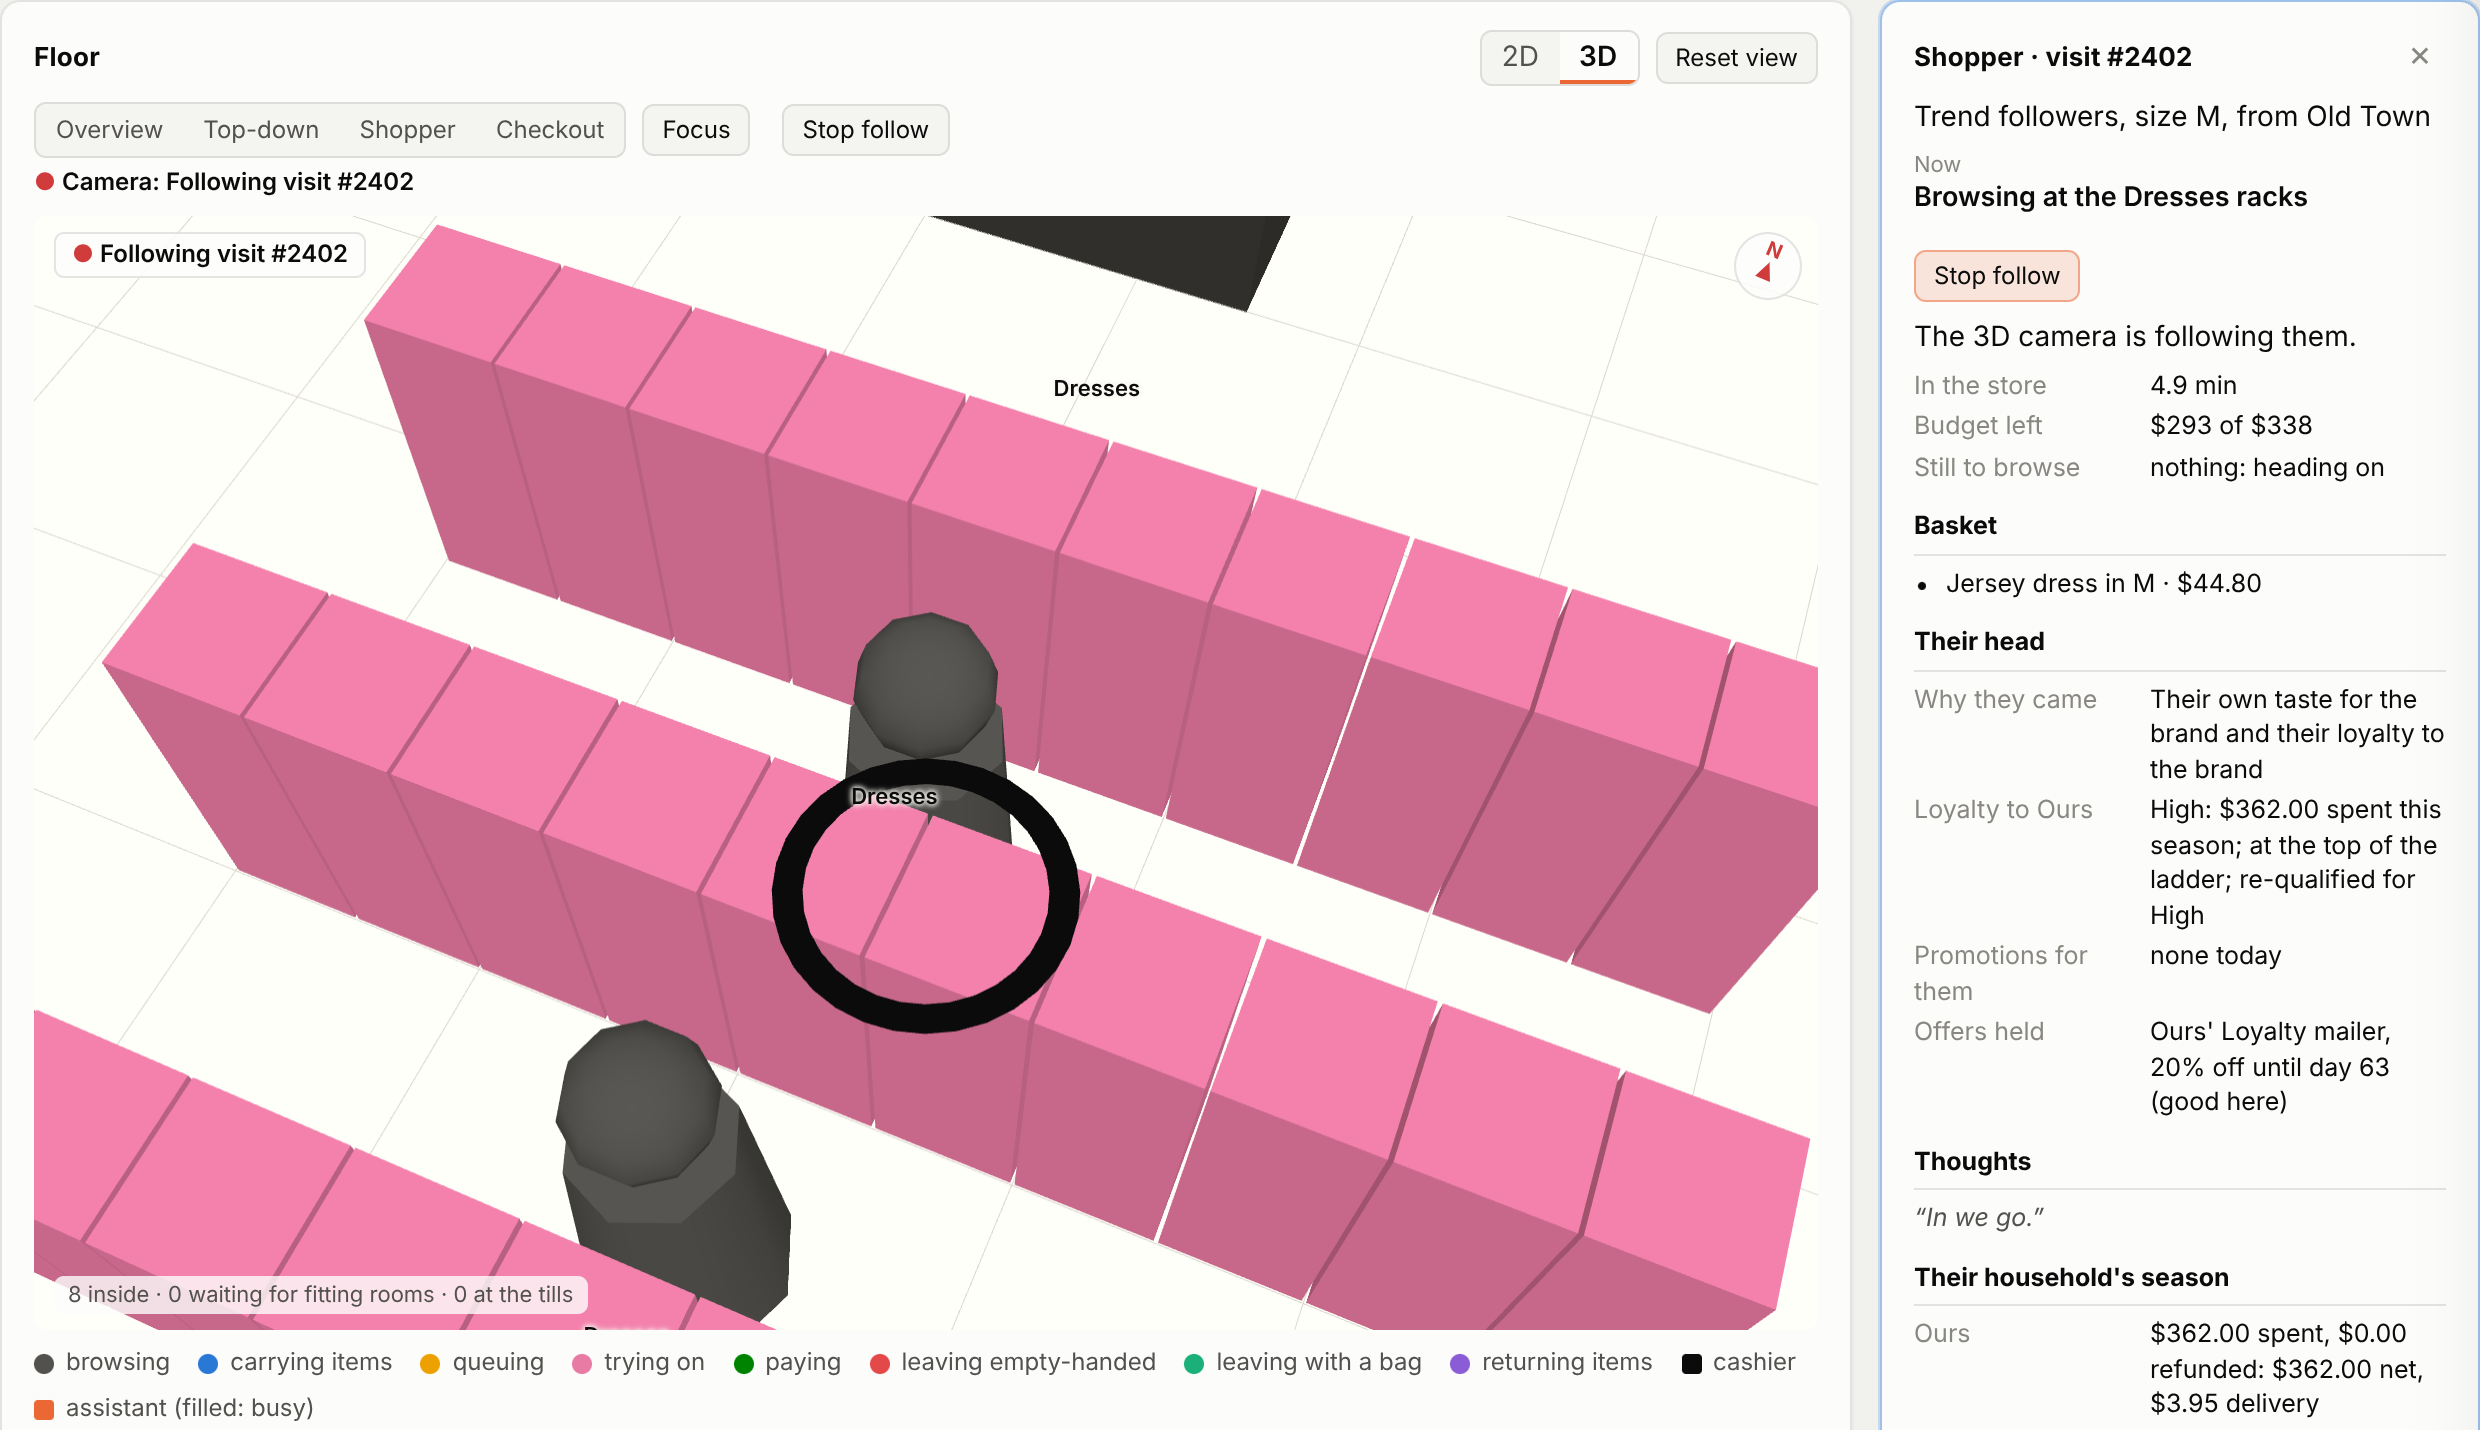 Floor
2D 3D Reset view
Overview Top-down Shopper Checkout Focus Stop follow
Camera: Following visit #2402
Following visit #2402
N
Dresses
Dresses
8 inside · 0 waiting for fitting rooms · 0 at the tills
browsing carrying items queuing trying on paying leaving empty-handed leaving with a bag returning items cashier
assistant (filled: busy)
Shopper · visit #2402 ×
Trend followers, size M, from Old Town
Now
Browsing at the Dresses racks
Stop follow
The 3D camera is following them.
In the store 4.9 min
Budget left $293 of $338
Still to browse nothing: heading on
Basket
• Jersey dress in M · $44.80
Their head
Why they came Their own taste for the
brand and their loyalty to
the brand
Loyalty to Ours High: $362.00 spent this
season; at the top of the
ladder; re-qualified for
High
Promotions for none today
them
Offers held Ours' Loyalty mailer,
20% off until day 63
(good here)
Thoughts
“In we go.”
Their household's season
Ours $362.00 spent, $0.00
refunded: $362.00 net,
$3.95 delivery